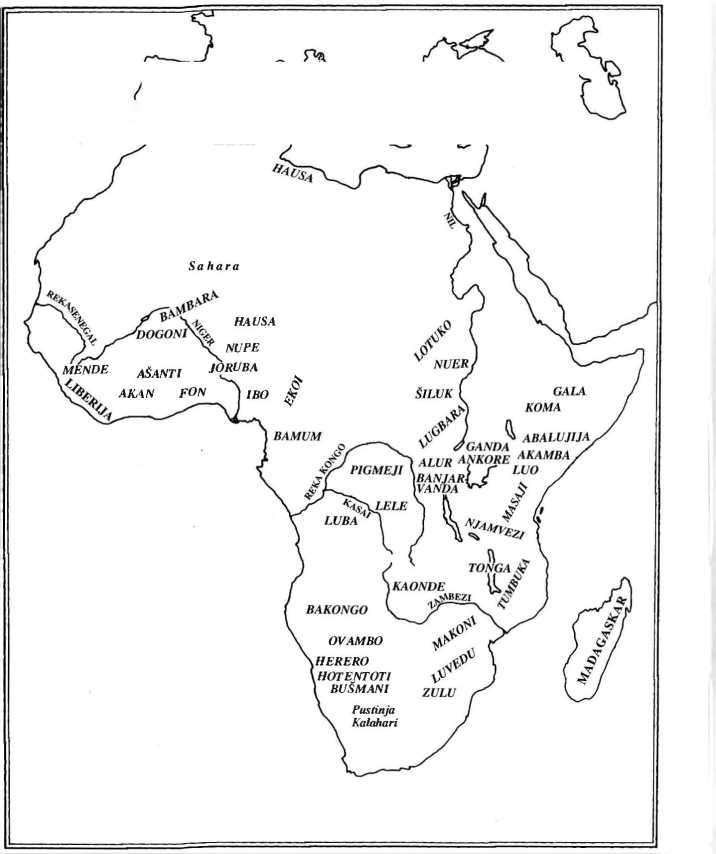 HAUSA
NIL
Sahara
REKASENEGAL
BAMBARA
DOGONI
NIGER
HAUSA
LOTUKO
NUPE
NUER
MENDE
AŠANTI
JORUBA
LIBERIJA
AKAN
FON
IBO
EKOI
ŠILUK
GALA
KOMA
BAMUM
LUGBARA
ABALUJIJA
GANDA
ANKORE
AKAMBA
LUO
REKA KONGO
PIGMEJI
ALUR
BANJAR-
VANDA
MASAJI
KASAI
LELE
LUBA
NJAMVEZI
TONGA
TUMBUKA
KAONDE
ZAMBEZI
BAKONGO
MADAGASKAR
MAKONI
OVAMBO
HERERO
LUVEDU
HOTENTOTI
BUŠMANI
ZULU
Pustinja
Kalahari